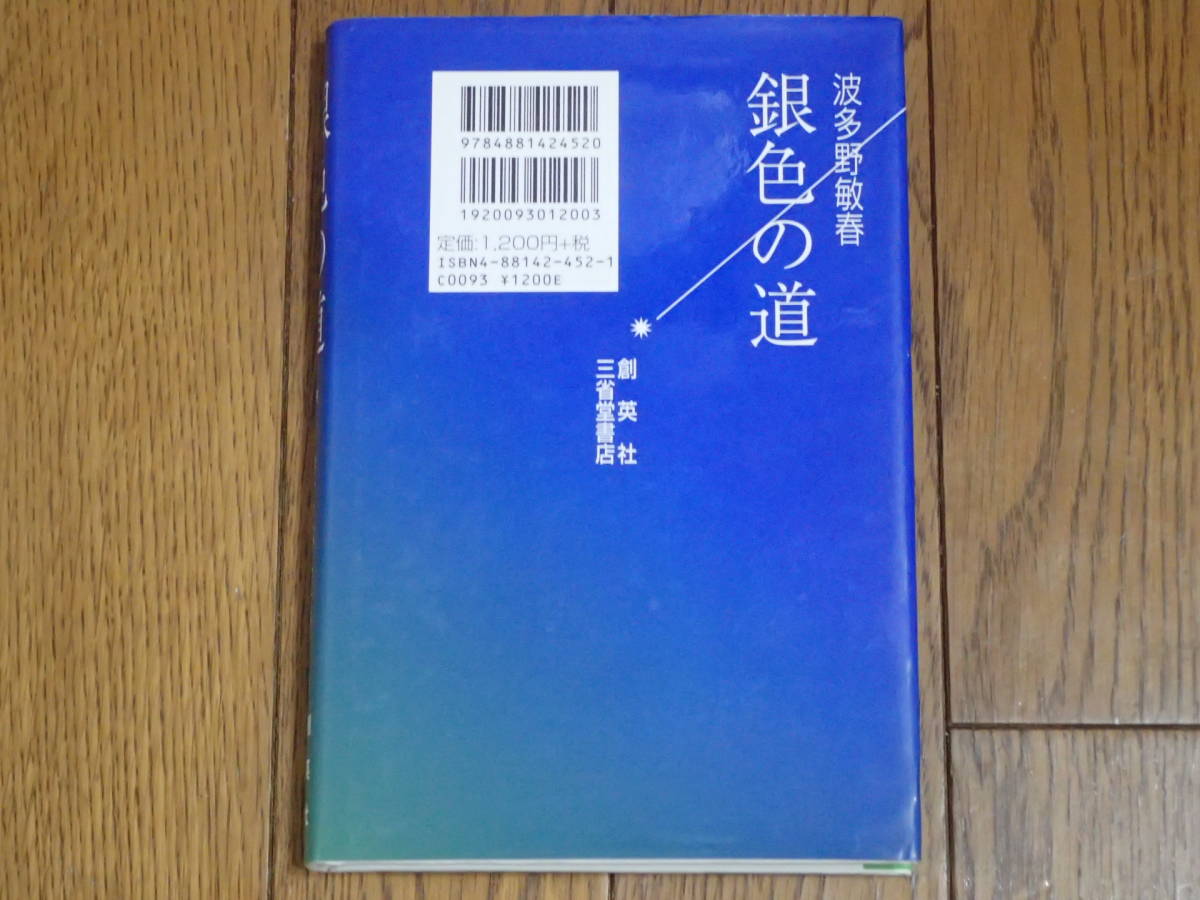 波多野敏春
銀色の道
9784881424520
1920093012003
定価:1,200円+税
ISBN4-88142-452-1
C0093 ¥1200E
創英社
三省堂書店